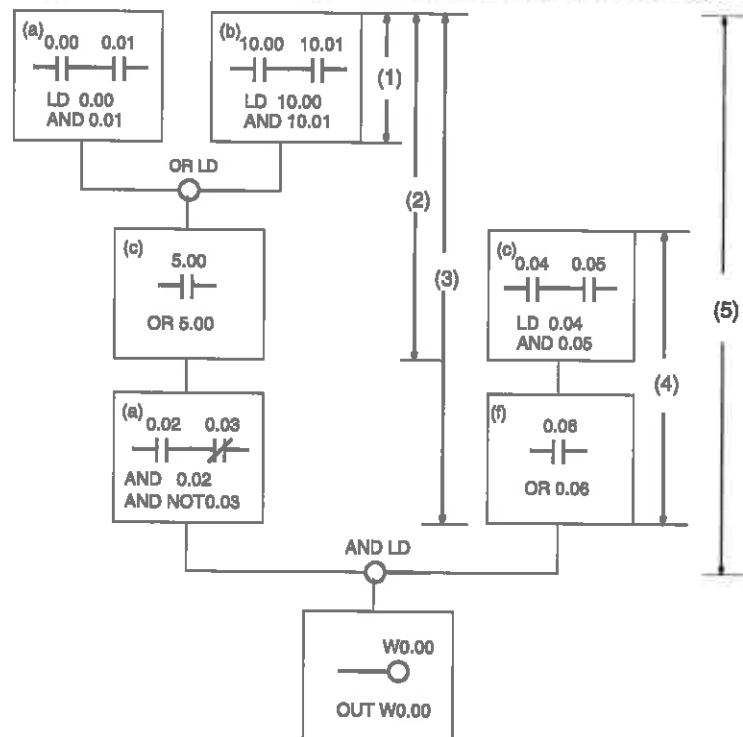 (a)
0.00 0.01
LD 0.00
AND 0.01
(b)
10.00 10.01
LD 10.00
AND 10.01
(1)
OR LD
(2)
(c)
5.00
OR 5.00
(3)
(c)
0.04 0.05
LD 0.04
AND 0.05
(4)
(5)
(a)
0.02 0.03
AND 0.02
AND NOT0.03
(f)
0.06
OR 0.06
AND LD
W0.00
OUT W0.00